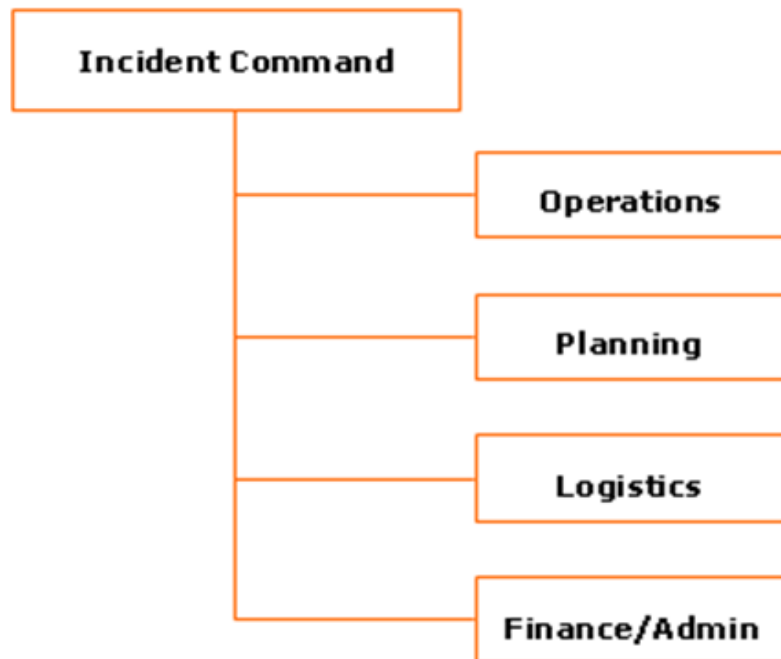 Incident Command
Operations
Planning
Logistics
Finance/Admin